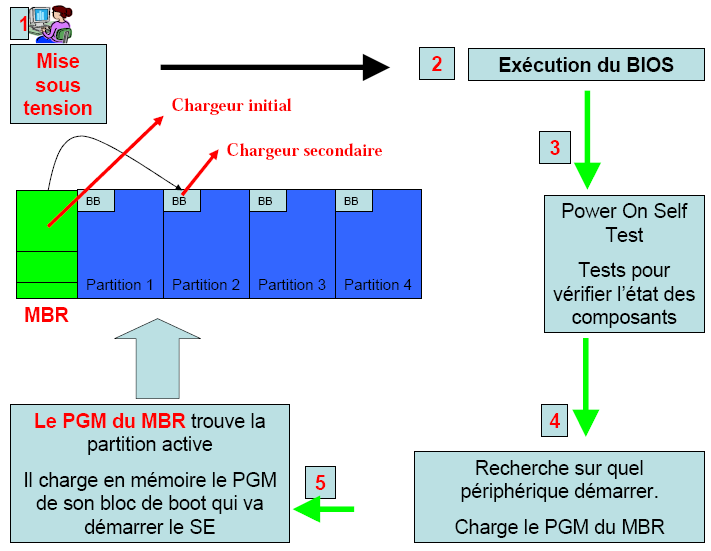 1
Mise
sous
tension
2
Exécution du BIOS
Chargeur initial
Chargeur secondaire
3
BB
BB
BB
BB
Partition 1
Partition 2
Partition 3
Partition 4
MBR
Power On Self
Test
Tests pour
vérifier l'état des
composants
4
Recherche sur quel
périphérique démarrer.
Charge le PGM du MBR
5
Le PGM du MBR trouve la
partition active
Il charge en mémoire le PGM
de son bloc de boot qui va
démarrer le SE